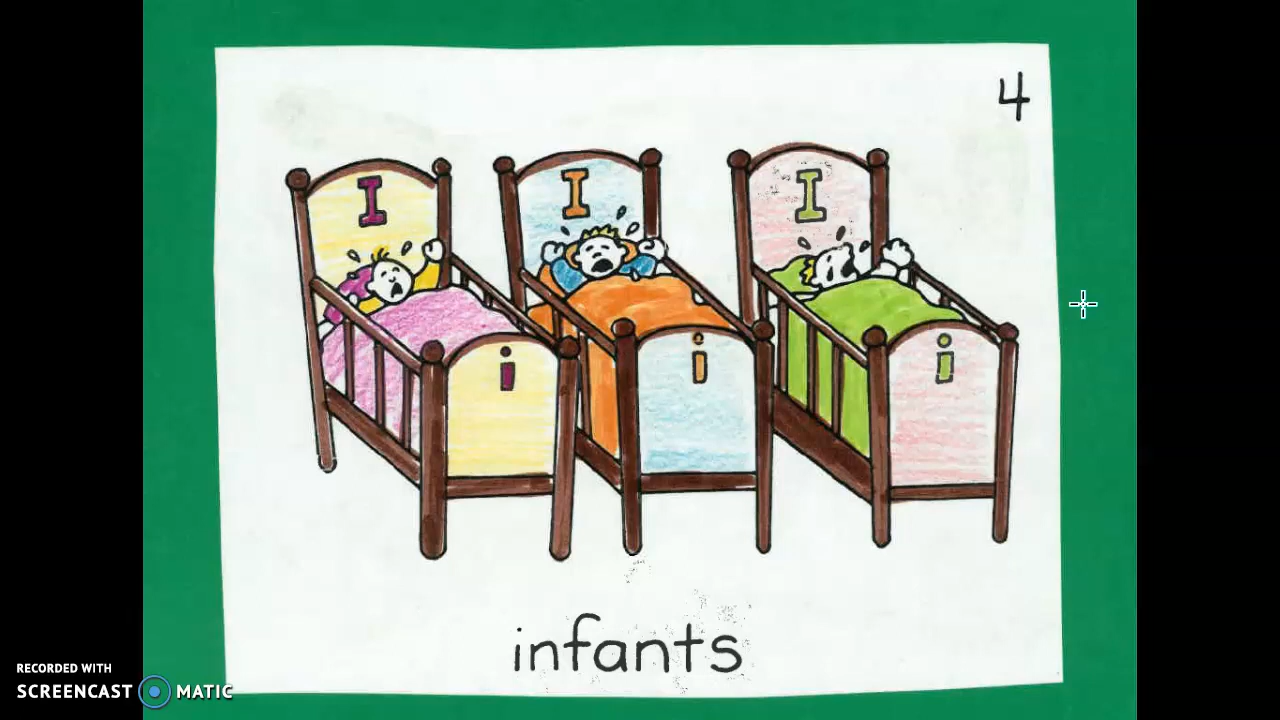 4
I I I
i i i
infants
RECORDED WITH
SCREENCAST MATIC